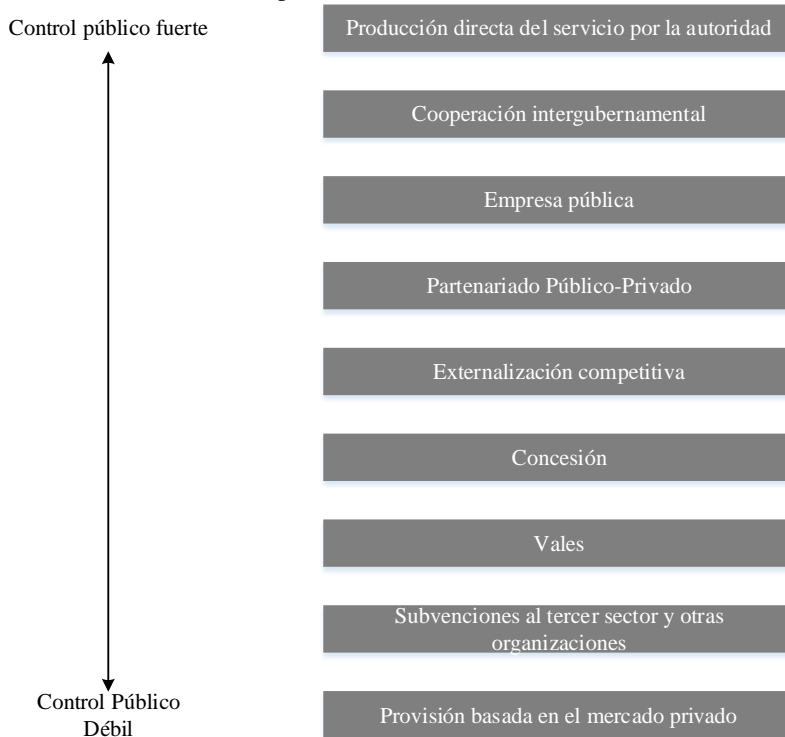 Control público fuerte
Producción directa del servicio por la autoridad
Cooperación intergubernamental
Empresa pública
Partenariado Público-Privado
Externalización competitiva
Concesión
Vales
Subvenciones al tercer sector y otras
organizaciones
Control Público
Débil
Provisión basada en el mercado privado